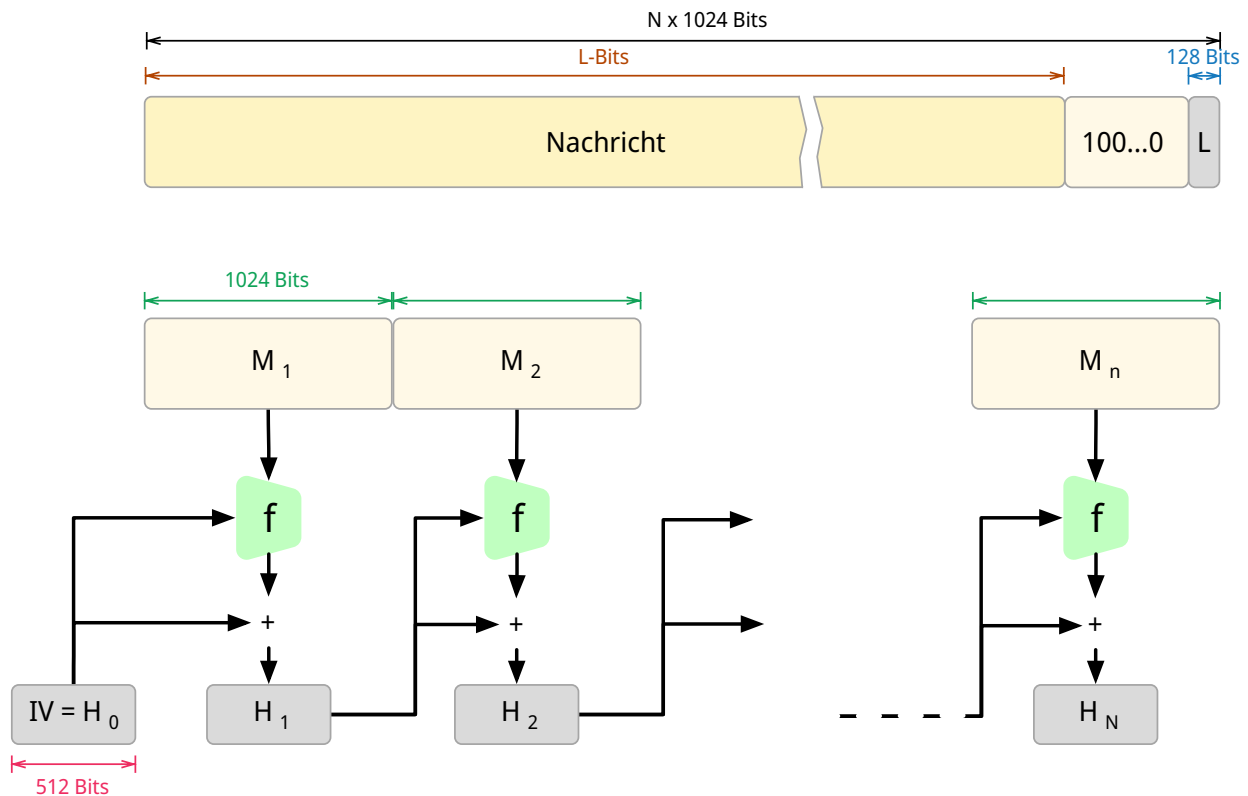 N x 1024 Bits
L-Bits
128 Bits
Nachricht
100...0
L
1024 Bits
M 1
M 2
M n
f
f
f
+
+
+
IV = H 0
H 1
H 2
H N
512 Bits